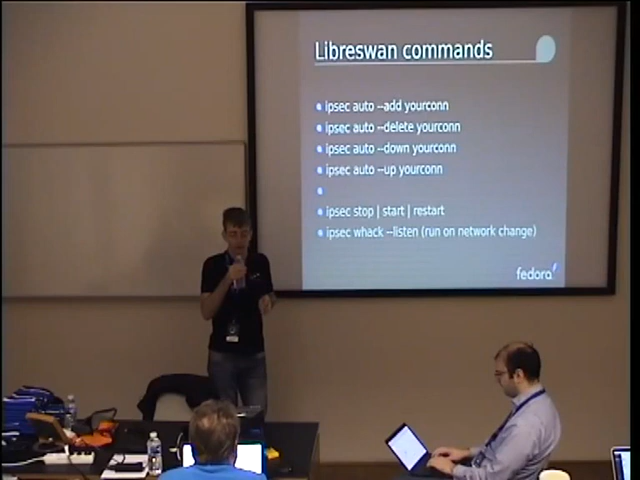 Libreswan commands
ipsec auto --add yourconn
ipsec auto --delete yourconn
ipsec auto --down yourconn
ipsec auto --up yourconn
ipsec stop | start | restart
ipsec whack --listen (run on network change)
fedora